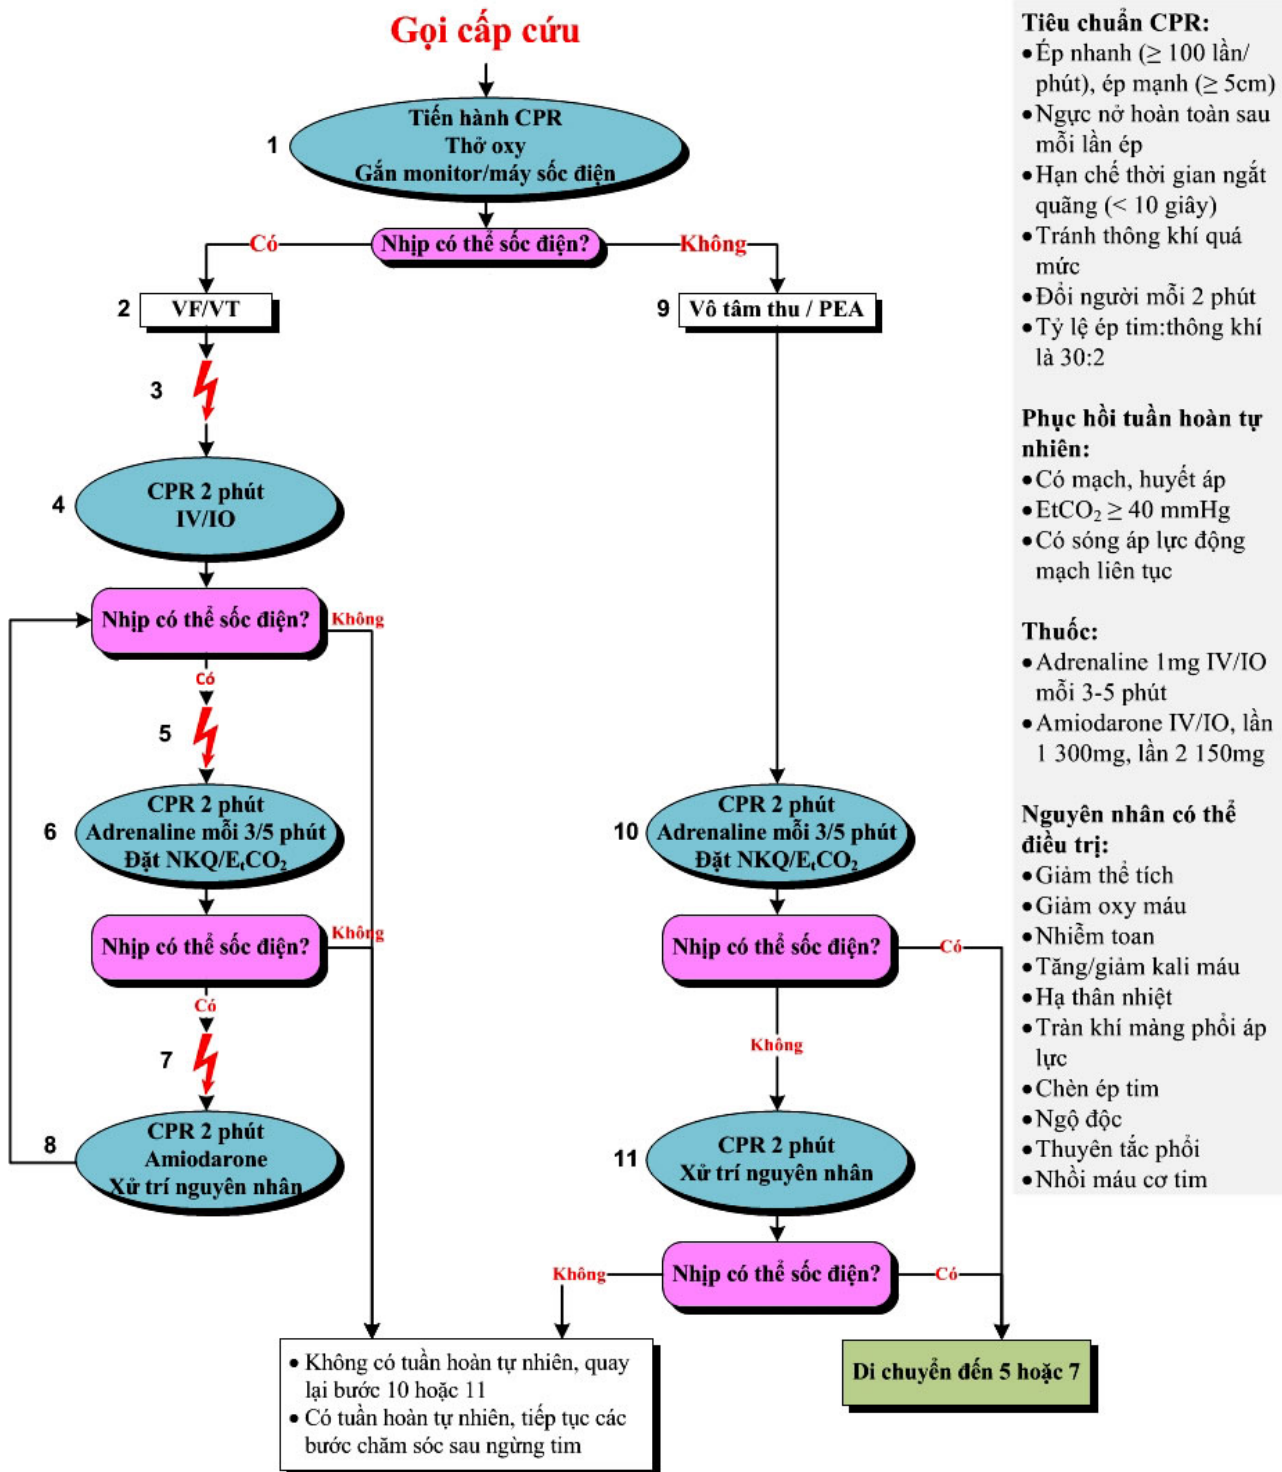 Gọi cấp cứu
1
Tiến hành CPR
Thở oxy
Gắn monitor/máy sốc điện
Nhịp có thể sốc điện?
Có
Không
2
VF/VT
9
Vô tâm thu / PEA
3
4
CPR 2 phút
IV/IO
Nhịp có thể sốc điện?
Không
Có
5
6
CPR 2 phút
Adrenaline mỗi 3/5 phút
Đặt NKQ/EtCO₂
Nhịp có thể sốc điện?
Không
Có
7
8
CPR 2 phút
Amiodarone
Xử trí nguyên nhân
10
CPR 2 phút
Adrenaline mỗi 3/5 phút
Đặt NKQ/EtCO₂
Nhịp có thể sốc điện?
Có
Không
11
CPR 2 phút
Xử trí nguyên nhân
Nhịp có thể sốc điện?
Không
Có
• Không có tuần hoàn tự nhiên, quay
lại bước 10 hoặc 11
• Có tuần hoàn tự nhiên, tiếp tục các
bước chăm sóc sau ngừng tim
Di chuyển đến 5 hoặc 7
Tiêu chuẩn CPR:
• Ép nhanh (≥ 100 lần/
phút), ép mạnh (≥ 5cm)
• Ngực nở hoàn toàn sau
mỗi lần ép
• Hạn chế thời gian ngắt
quãng (< 10 giây)
• Tránh thông khí quá
mức
• Đổi người mỗi 2 phút
• Tỷ lệ ép tim:thông khí
là 30:2
Phục hồi tuần hoàn tự
nhiên:
• Có mạch, huyết áp
• EtCO₂ ≥ 40 mmHg
• Có sóng áp lực động
mạch liên tục
Thuốc:
• Adrenaline 1mg IV/IO
mỗi 3-5 phút
• Amiodarone IV/IO, lần
1 300mg, lần 2 150mg
Nguyên nhân có thể
điều trị:
• Giảm thể tích
• Giảm oxy máu
• Nhiễm toan
• Tăng/giảm kali máu
• Hạ thân nhiệt
• Tràn khí màng phổi áp
lực
• Chèn ép tim
• Ngộ độc
• Thuyên tắc phổi
• Nhồi máu cơ tim